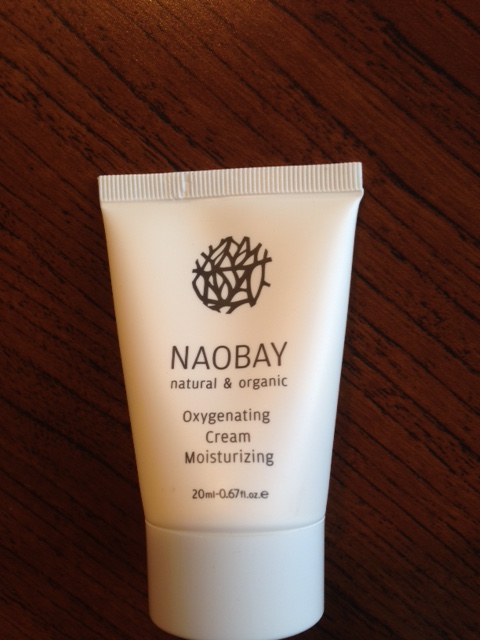 NAOBAY
natural & organic
Oxygenating
Cream
Moisturizing
20ml-0.67fl.oz.e